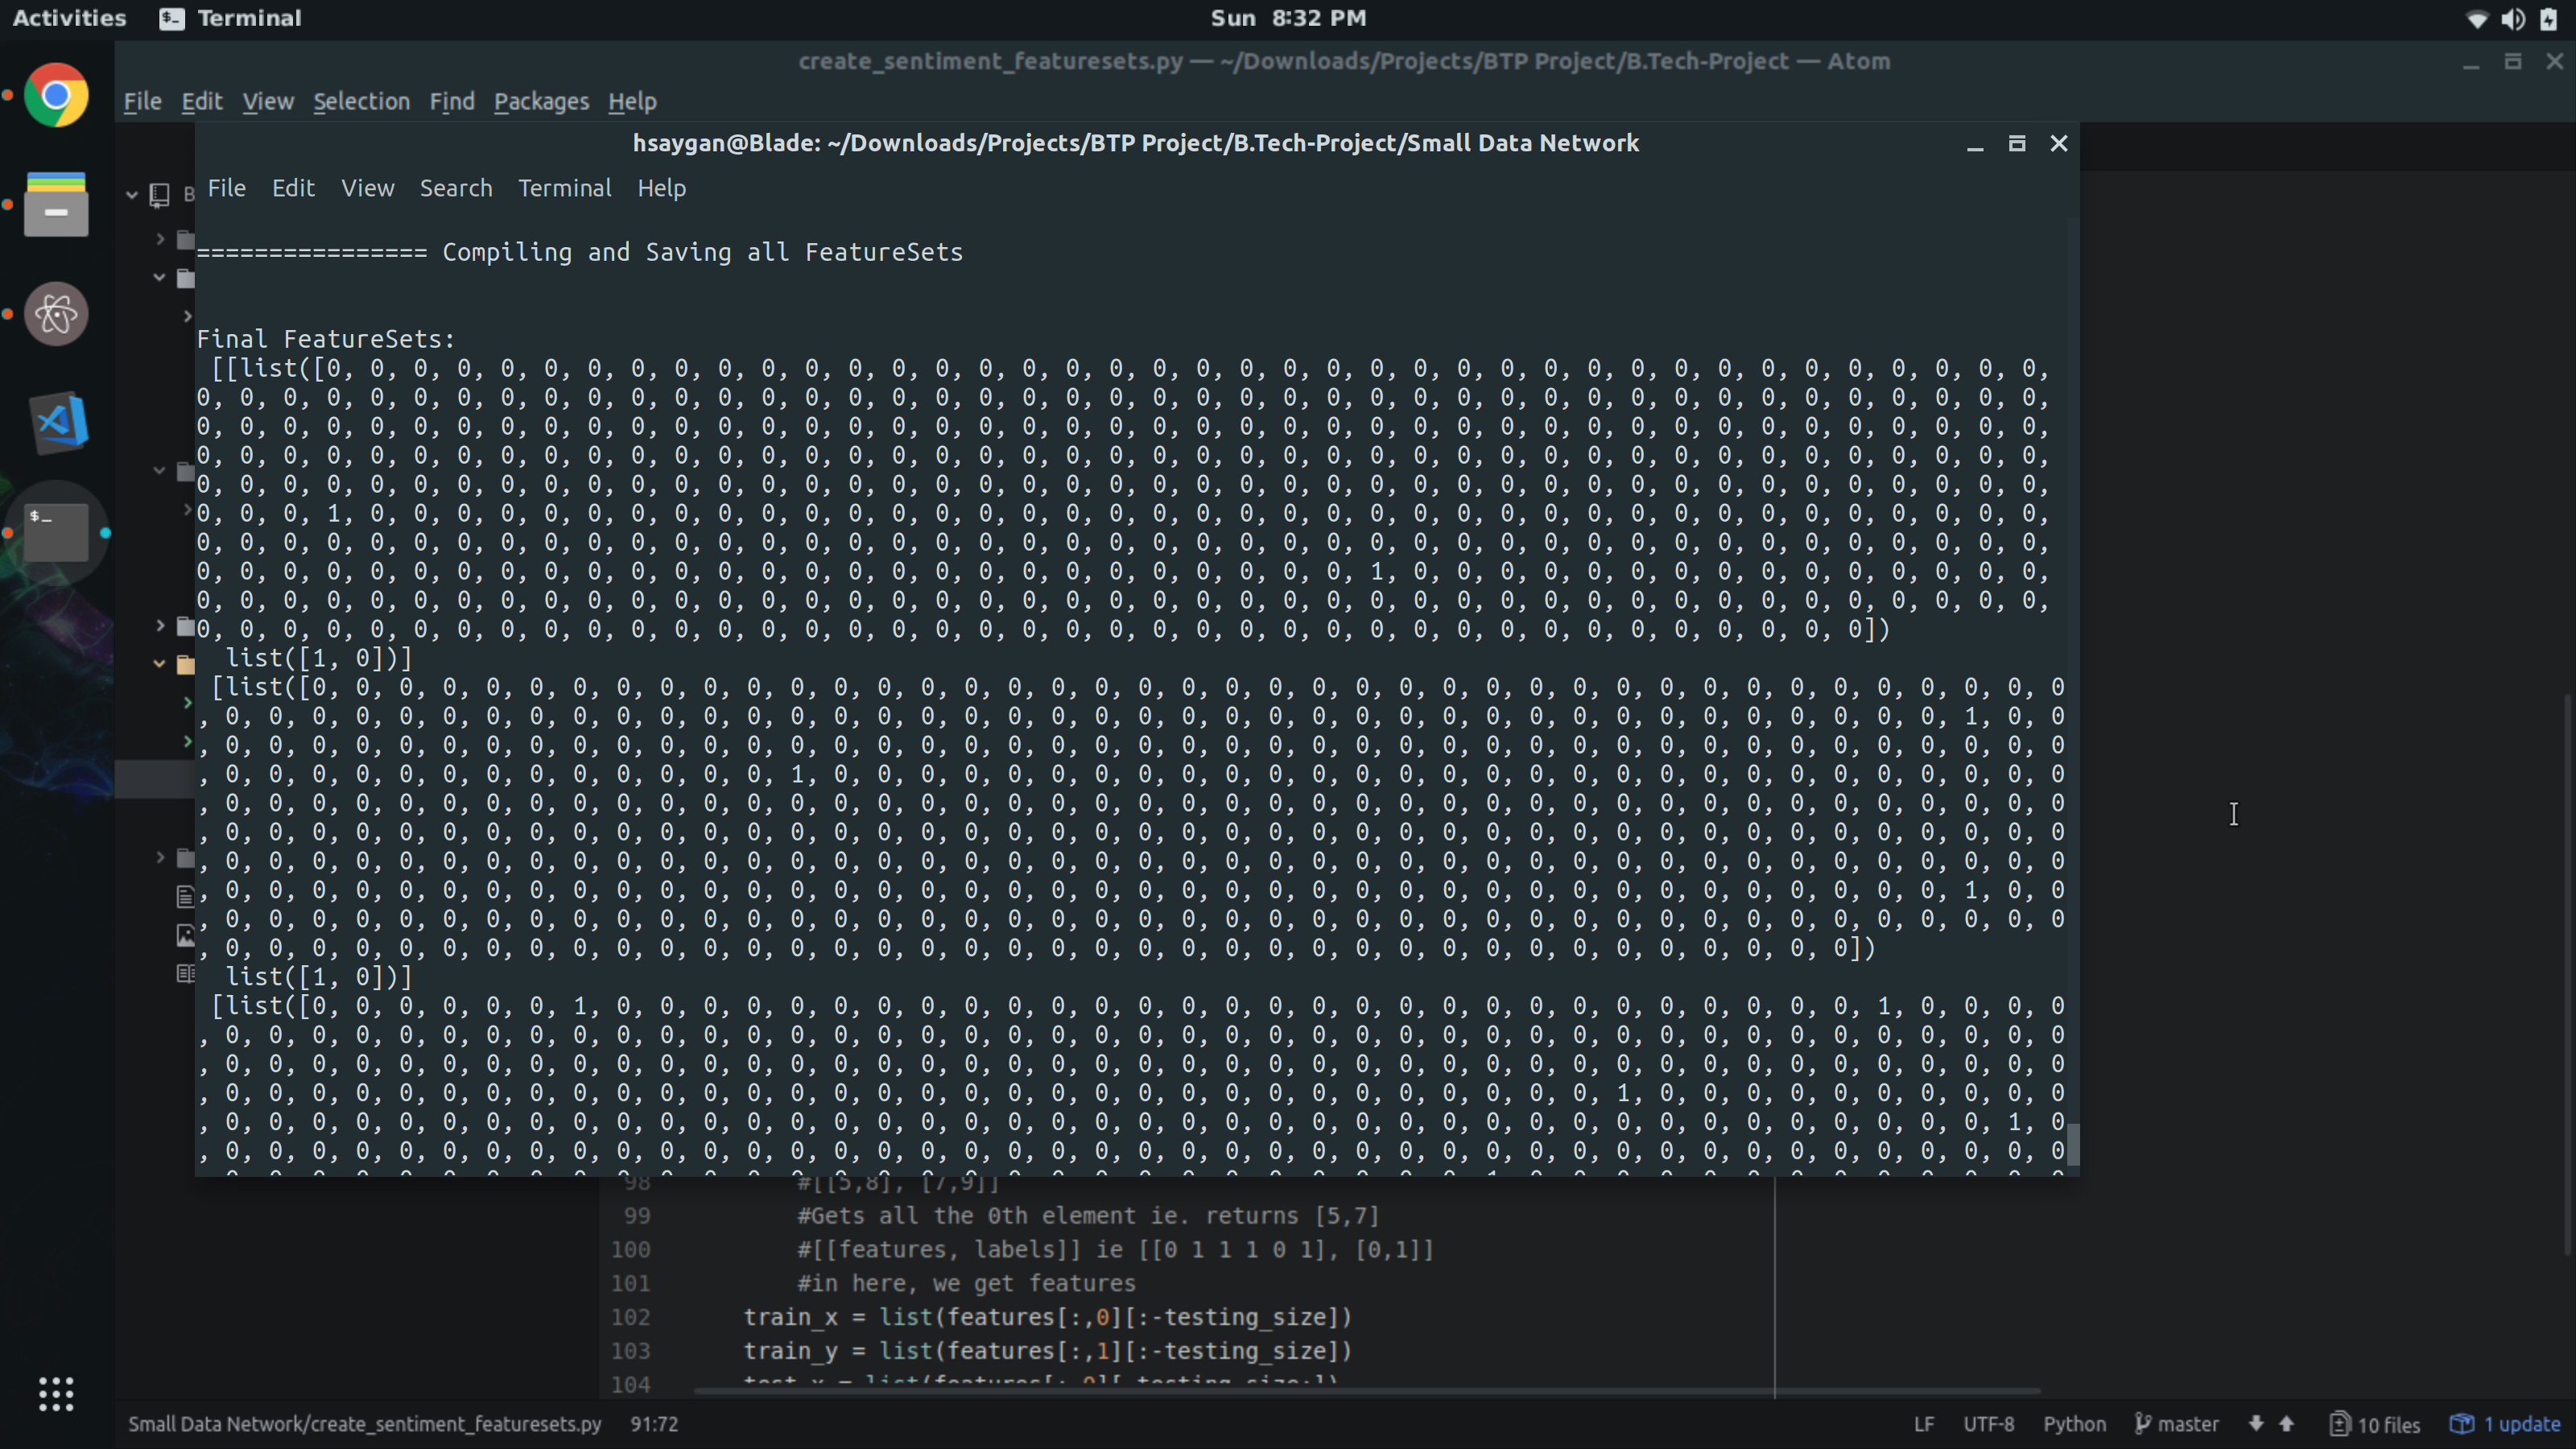 Activities
Terminal
Sun 8:32 PM
create_sentiment_featuresets.py — ~/Downloads/Projects/BTP Project/B.Tech-Project — Atom
File Edit View Selection Find Packages Help
hsaygan@Blade: ~/Downloads/Projects/BTP Project/B.Tech-Project/Small Data Network
File Edit View Search Terminal Help
================ Compiling and Saving all FeatureSets
Final FeatureSets:
[[list([0, 0, 0, 0, 0, 0, 0, 0, 0, 0, 0, 0, 0, 0, 0, 0, 0, 0, 0, 0, 0, 0, 0, 0, 0, 0, 0, 0, 0, 0, 0, 0, 0, 0, 0, 0, 0, 0, 0, 0,
0, 0, 0, 0, 0, 0, 0, 0, 0, 0, 0, 0, 0, 0, 0, 0, 0, 0, 0, 0, 0, 0, 0, 0, 0, 0, 0, 0, 0, 0, 0, 0, 0, 0, 0, 0, 0, 0, 0, 0, 0, 0, 0,
0, 0, 0, 0, 0, 0, 0, 0, 0, 0, 0, 0, 0, 0, 0, 0, 0, 0, 0, 0, 0, 0, 0, 0, 0, 0, 0, 0, 0, 0, 0, 0, 0, 0, 0, 0, 0, 0, 0, 0, 0, 0, 0,
0, 0, 0, 0, 0, 0, 0, 0, 0, 0, 0, 0, 0, 0, 0, 0, 0, 0, 0, 0, 0, 0, 0, 0, 0, 0, 0, 0, 0, 0, 0, 0, 0, 0, 0, 0, 0, 0, 0, 0, 0, 0, 0,
0, 0, 0, 0, 0, 0, 0, 0, 0, 0, 0, 0, 0, 0, 0, 0, 0, 0, 0, 0, 0, 0, 0, 0, 0, 0, 0, 0, 0, 0, 0, 0, 0, 0, 0, 0, 0, 0, 0, 0, 0, 0, 0,
0, 0, 0, 1, 0, 0, 0, 0, 0, 0, 0, 0, 0, 0, 0, 0, 0, 0, 0, 0, 0, 0, 0, 0, 0, 0, 0, 0, 0, 0, 0, 0, 0, 0, 0, 0, 0, 0, 0, 0, 0, 0, 0,
0, 0, 0, 0, 0, 0, 0, 0, 0, 0, 0, 0, 0, 0, 0, 0, 0, 0, 0, 0, 0, 0, 0, 0, 0, 0, 0, 0, 0, 0, 0, 0, 0, 0, 0, 0, 0, 0, 0, 0, 0, 0, 0,
0, 0, 0, 0, 0, 0, 0, 0, 0, 0, 0, 0, 0, 0, 0, 0, 0, 0, 0, 0, 0, 0, 0, 0, 0, 0, 0, 1, 0, 0, 0, 0, 0, 0, 0, 0, 0, 0, 0, 0, 0, 0, 0,
0, 0, 0, 0, 0, 0, 0, 0, 0, 0, 0, 0, 0, 0, 0, 0, 0, 0, 0, 0, 0, 0, 0, 0, 0, 0, 0, 0, 0, 0, 0, 0, 0, 0, 0, 0, 0, 0, 0, 0, 0, 0, 0,
0, 0, 0, 0, 0, 0, 0, 0, 0, 0, 0, 0, 0, 0, 0, 0, 0, 0, 0, 0, 0, 0, 0, 0, 0, 0, 0, 0, 0, 0, 0, 0, 0, 0, 0, 0, 0, 0, 0])
list([1, 0])]
[list([0, 0, 0, 0, 0, 0, 0, 0, 0, 0, 0, 0, 0, 0, 0, 0, 0, 0, 0, 0, 0, 0, 0, 0, 0, 0, 0, 0, 0, 0, 0, 0, 0, 0, 0, 0, 0, 0, 0, 0, 0
, 0, 0, 0, 0, 0, 0, 0, 0, 0, 0, 0, 0, 0, 0, 0, 0, 0, 0, 0, 0, 0, 0, 0, 0, 0, 0, 0, 0, 0, 0, 0, 0, 0, 0, 0, 0, 0, 0, 0, 0, 1, 0, 0
, 0, 0, 0, 0, 0, 0, 0, 0, 0, 0, 0, 0, 0, 0, 0, 0, 0, 0, 0, 0, 0, 0, 0, 0, 0, 0, 0, 0, 0, 0, 0, 0, 0, 0, 0, 0, 0, 0, 0, 0, 0, 0, 0
, 0, 0, 0, 0, 0, 0, 0, 0, 0, 0, 0, 0, 0, 1, 0, 0, 0, 0, 0, 0, 0, 0, 0, 0, 0, 0, 0, 0, 0, 0, 0, 0, 0, 0, 0, 0, 0, 0, 0, 0, 0, 0, 0
, 0, 0, 0, 0, 0, 0, 0, 0, 0, 0, 0, 0, 0, 0, 0, 0, 0, 0, 0, 0, 0, 0, 0, 0, 0, 0, 0, 0, 0, 0, 0, 0, 0, 0, 0, 0, 0, 0, 0, 0, 0, 0, 0
, 0, 0, 0, 0, 0, 0, 0, 0, 0, 0, 0, 0, 0, 0, 0, 0, 0, 0, 0, 0, 0, 0, 0, 0, 0, 0, 0, 0, 0, 0, 0, 0, 0, 0, 0, 0, 0, 0, 0, 0, 0, 0, 0
, 0, 0, 0, 0, 0, 0, 0, 0, 0, 0, 0, 0, 0, 0, 0, 0, 0, 0, 0, 0, 0, 0, 0, 0, 0, 0, 0, 0, 0, 0, 0, 0, 0, 0, 0, 0, 0, 0, 0, 0, 0, 0, 0
, 0, 0, 0, 0, 0, 0, 0, 0, 0, 0, 0, 0, 0, 0, 0, 0, 0, 0, 0, 0, 0, 0, 0, 0, 0, 0, 0, 0, 0, 0, 0, 0, 0, 0, 0, 0, 0, 0, 0, 0, 1, 0, 0
, 0, 0, 0, 0, 0, 0, 0, 0, 0, 0, 0, 0, 0, 0, 0, 0, 0, 0, 0, 0, 0, 0, 0, 0, 0, 0, 0, 0, 0, 0, 0, 0, 0, 0, 0, 0, 0, 0, 0, 0, 0, 0, 0
, 0, 0, 0, 0, 0, 0, 0, 0, 0, 0, 0, 0, 0, 0, 0, 0, 0, 0, 0, 0, 0, 0, 0, 0, 0, 0, 0, 0, 0, 0, 0, 0, 0, 0, 0, 0, 0, 0])
list([1, 0])]
[list([0, 0, 0, 0, 0, 0, 1, 0, 0, 0, 0, 0, 0, 0, 0, 0, 0, 0, 0, 0, 0, 0, 0, 0, 0, 0, 0, 0, 0, 0, 0, 0, 0, 0, 0, 0, 1, 0, 0, 0, 0
, 0, 0, 0, 0, 0, 0, 0, 0, 0, 0, 0, 0, 0, 0, 0, 0, 0, 0, 0, 0, 0, 0, 0, 0, 0, 0, 0, 0, 0, 0, 0, 0, 0, 0, 0, 0, 0, 0, 0, 0, 0, 0, 0
, 0, 0, 0, 0, 0, 0, 0, 0, 0, 0, 0, 0, 0, 0, 0, 0, 0, 0, 0, 0, 0, 0, 0, 0, 0, 0, 0, 0, 0, 0, 0, 0, 0, 0, 0, 0, 0, 0, 0, 0, 0, 0, 0
, 0, 0, 0, 0, 0, 0, 0, 0, 0, 0, 0, 0, 0, 0, 0, 0, 0, 0, 0, 0, 0, 0, 0, 0, 0, 0, 0, 0, 0, 0, 0, 0, 1, 0, 0, 0, 0, 0, 0, 0, 0, 0, 0
, 0, 0, 0, 0, 0, 0, 0, 0, 0, 0, 0, 0, 0, 0, 0, 0, 0, 0, 0, 0, 0, 0, 0, 0, 0, 0, 0, 0, 0, 0, 0, 0, 0, 0, 0, 0, 0, 0, 0, 0, 0, 1, 0
, 0, 0, 0, 0, 0, 0, 0, 0, 0, 0, 0, 0, 0, 0, 0, 0, 0, 0, 0, 0, 0, 0, 0, 0, 0, 0, 0, 0, 0, 0, 0, 0, 0, 0, 0, 0, 0, 0, 0, 0, 0, 0, 0
98 #[[5,8], [7,9]]
99 #Gets all the 0th element ie. returns [5,7]
100 #[[features, labels]] ie [[0 1 1 1 0 1], [0,1]]
101 #in here, we get features
102 train_x = list(features[:,0][:-testing_size])
103 train_y = list(features[:,1][:-testing_size])
104
Small Data Network/create_sentiment_featuresets.py 91:72 LF UTF-8 Python master 10 files 1 update